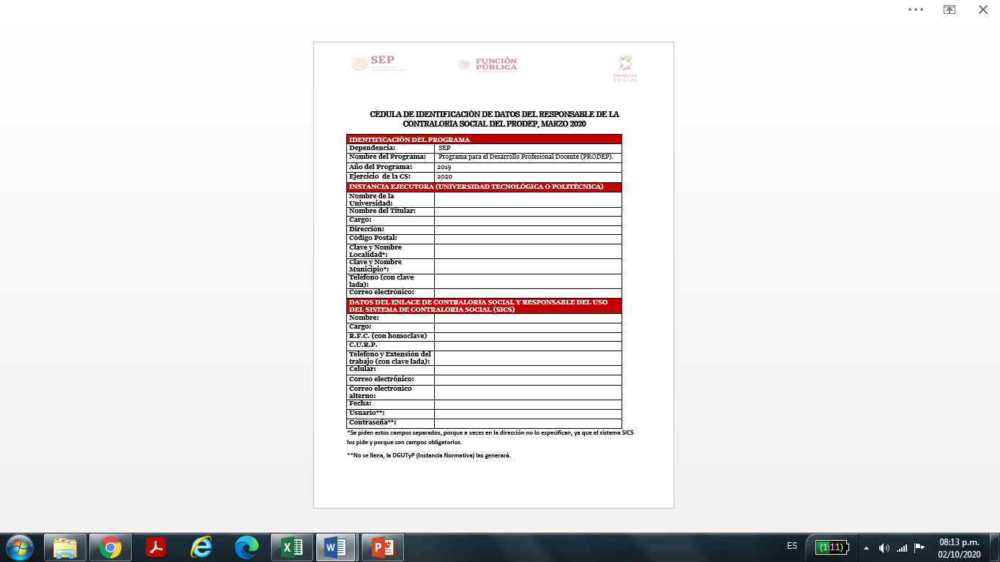 SEP
SECRETARÍA DE EDUCACIÓN PÚBLICA
FUNCIÓN PÚBLICA
CONTRALORÍA SOCIAL
CÉDULA DE IDENTIFICACIÓN DE DATOS DEL RESPONSABLE DE LA
CONTRALORÍA SOCIAL DEL PRODEP, MARZO 2020
IDENTIFICACIÓN DEL PROGRAMA
Dependencia: SEP
Nombre del Programa: Programa para el Desarrollo Profesional Docente (PRODEP).
Año del Programa: 2019
Ejercicio de la CS: 2020
INSTANCIA EJECUTORA (UNIVERSIDAD TECNOLÓGICA O POLITÉCNICA)
Nombre de la
Universidad:
Nombre del Titular:
Cargo:
Dirección:
Código Postal:
Clave y Nombre
Localidad*:
Clave y Nombre
Municipio*:
Teléfono (con clave
lada):
Correo electrónico:
DATOS DEL ENLACE DE CONTRALORÍA SOCIAL Y RESPONSABLE DEL USO
DEL SISTEMA DE CONTRALORIA SOCIAL (SICS)
Nombre:
Cargo:
R.F.C. (con homoclave)
C.U.R.P.
Teléfono y Extensión del
trabajo (con clave lada):
Celular:
Correo electrónico:
Correo electrónico
alterno:
Fecha:
Usuario**:
Contraseña**:
*Se piden estos campos separados, porque a veces en la dirección no lo especifican, ya que el sistema SICS
los pide y porque son campos obligatorios.
**No se llena, la DGUTyP (Instancia Normativa) las generará.
ES
(1:11)
08:13 p.m.
02/10/2020